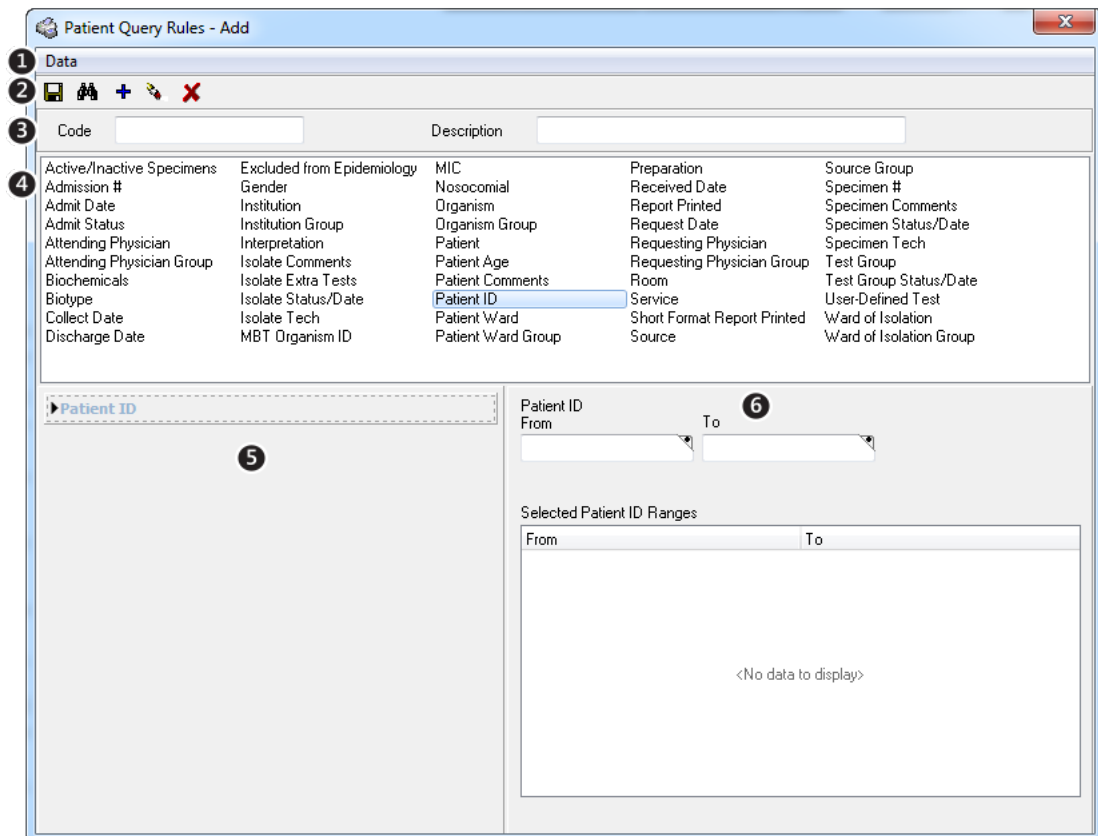 Patient Query Rules - Add
x
❶ Data
❷
❸ Code Description
❹
Active/Inactive Specimens Excluded from Epidemiology MIC Preparation Source Group
Admission # Gender Nosocomial Received Date Specimen #
Admit Date Institution Organism Report Printed Specimen Comments
Admit Status Institution Group Organism Group Request Date Specimen Status/Date
Attending Physician Interpretation Patient Requesting Physician Specimen Tech
Attending Physician Group Isolate Comments Patient Age Requesting Physician Group Test Group
Biochemicals Isolate Extra Tests Patient Comments Room Test Group Status/Date
Biotype Isolate Status/Date Patient ID Service User-Defined Test
Collect Date Isolate Tech Patient Ward Short Format Report Printed Ward of Isolation
Discharge Date MBT Organism ID Patient Ward Group Source Ward of Isolation Group
Patient ID
❺
Patient ID ❻
From To
Selected Patient ID Ranges
From To
<No data to display>